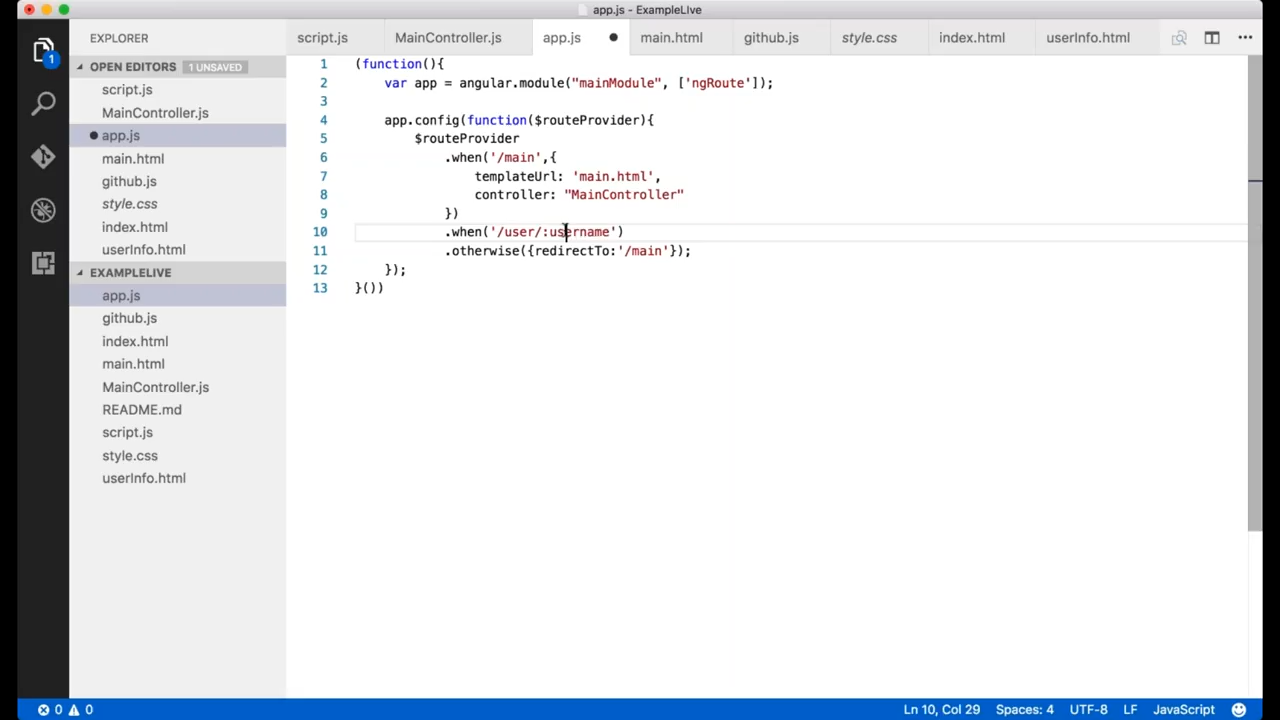 app.js - ExampleLIve
EXPLORER
script.js
MainController.js
app.js
main.html
github.js
style.css
index.html
userInfo.html
OPEN EDITORS 1 UNSAVED
script.js
MainController.js
app.js
main.html
github.js
style.css
index.html
userInfo.html
EXAMPLELIVE
app.js
github.js
index.html
main.html
MainController.js
README.md
script.js
style.css
userInfo.html
1
1 (function(){
2 var app = angular.module("mainModule", ['ngRoute']);
3
4 app.config(function($routeProvider){
5 $routeProvider
6 .when('/main',{
7 templateUrl: 'main.html',
8 controller: "MainController"
9 })
10 .when('/user/:username')
11 .otherwise({redirectTo:'/main'});
12 });
13 }())
0 0
Ln 10, Col 29 Spaces: 4 UTF-8 LF JavaScript